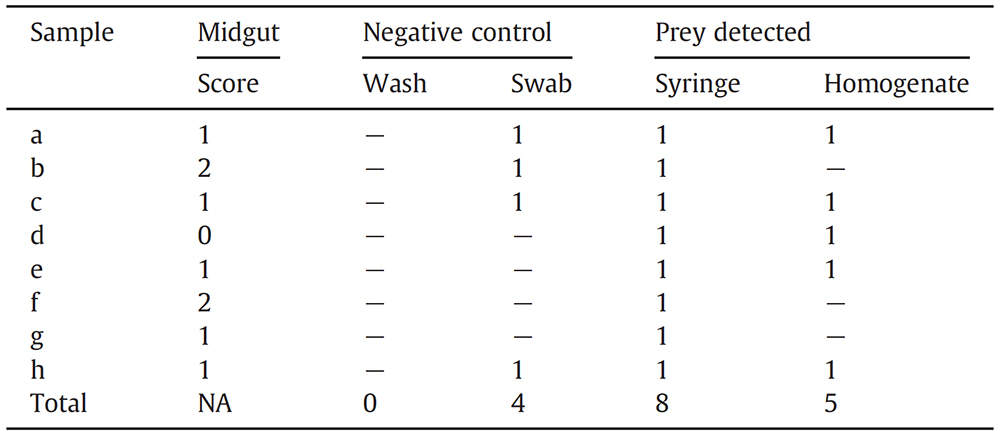 Sample Midgut Negative control Prey detected
Score Wash Swab Syringe Homogenate
a 1 — 1 1 1
b 2 — 1 1 —
c 1 — 1 1 1
d 0 — — 1 1
e 1 — — 1 1
f 2 — — 1 —
g 1 — — 1 —
h 1 — 1 1 1
Total NA 0 4 8 5